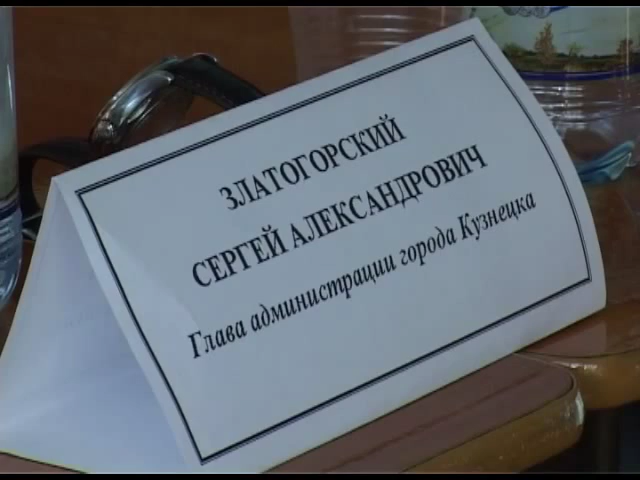 ЗЛАТОГОРСКИЙ
СЕРГЕЙ АЛЕКСАНДРОВИЧ
Глава администрации города Кузнецка